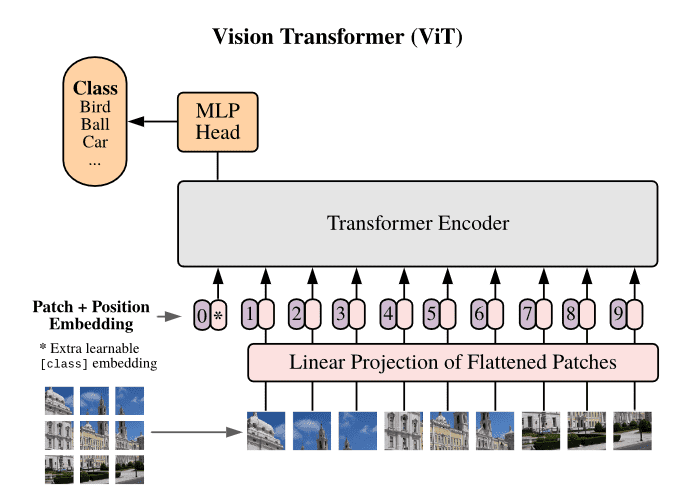 Vision Transformer (ViT)
Class
Bird
Ball
Car
...
MLP
Head
Transformer Encoder
Patch + Position
Embedding
0 * 1 2 3 4 5 6 7 8 9
* Extra learnable
[class] embedding
Linear Projection of Flattened Patches